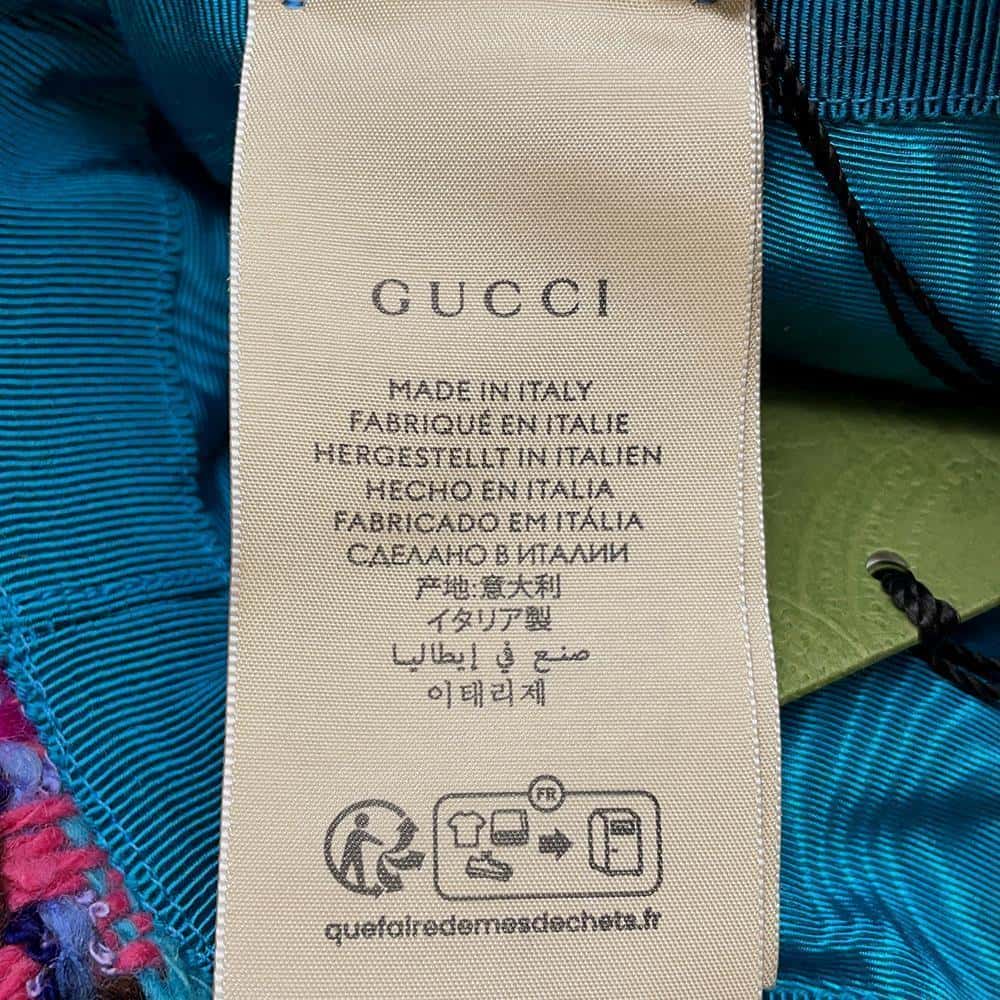 GUCCI
MADE IN ITALY
FABRIQUÉ EN ITALIE
HERGESTELLT IN ITALIEN
HECHO EN ITALIA
FABRICADO EM ITÁLIA
СДЕЛАНО В ИТАЛИИ
产地:意大利
イタリア製
صنع في إيطاليا
이태리제
FR
quefairedemesdechets.fr